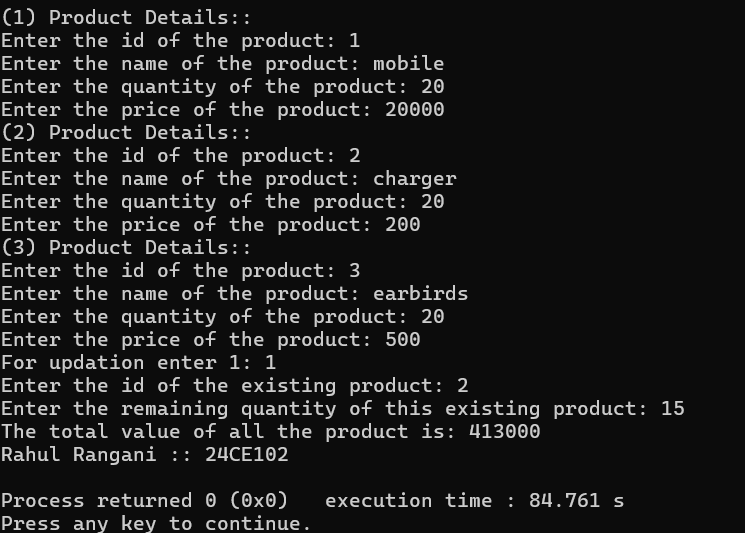 (1) Product Details::
Enter the id of the product: 1
Enter the name of the product: mobile
Enter the quantity of the product: 20
Enter the price of the product: 20000
(2) Product Details::
Enter the id of the product: 2
Enter the name of the product: charger
Enter the quantity of the product: 20
Enter the price of the product: 200
(3) Product Details::
Enter the id of the product: 3
Enter the name of the product: earbirds
Enter the quantity of the product: 20
Enter the price of the product: 500
For updation enter 1: 1
Enter the id of the existing product: 2
Enter the remaining quantity of this existing product: 15
The total value of all the product is: 413000
Rahul Rangani :: 24CE102
Process returned 0 (0x0)   execution time : 84.761 s
Press any key to continue.